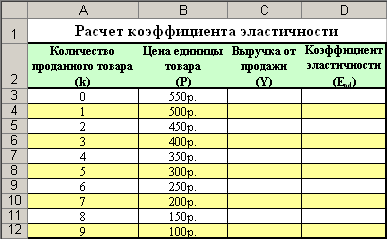 A B C D
1 Расчет коэффициента эластичности
2 Количество проданного товара (k) Цена единицы товара (P) Выручка от продажи (Y) Коэффициент эластичности (Epd)
3 0 550р.
4 1 500р.
5 2 450р.
6 3 400р.
7 4 350р.
8 5 300р.
9 6 250р.
10 7 200р.
11 8 150р.
12 9 100р.